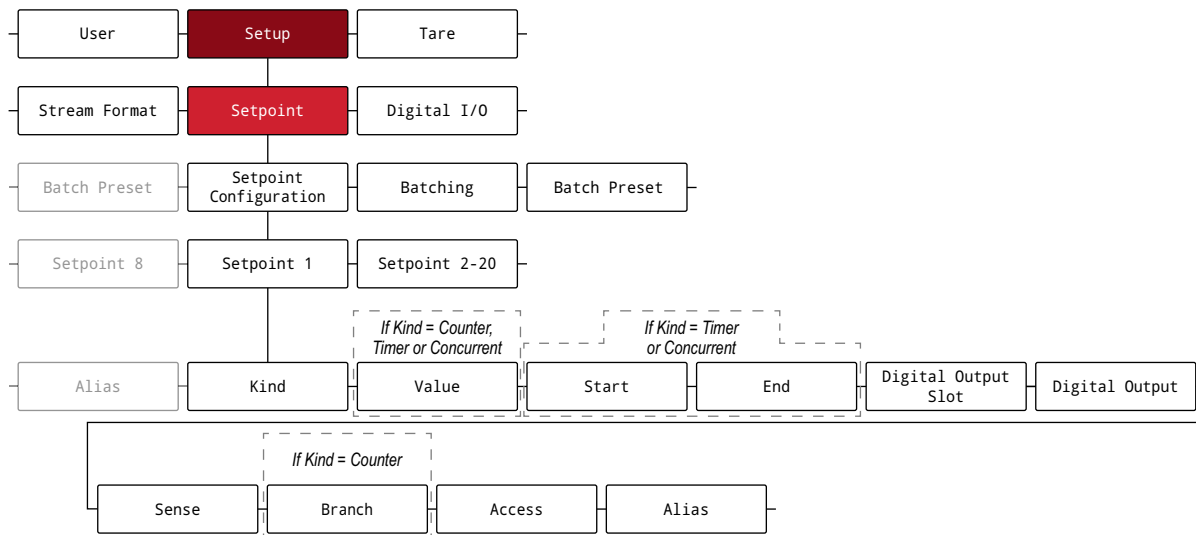 User
Setup
Tare
Stream Format
Setpoint
Digital I/O
Batch Preset
Setpoint
Configuration
Batching
Batch Preset
Setpoint 8
Setpoint 1
Setpoint 2-20
If Kind = Counter,
Timer or Concurrent
If Kind = Timer
or Concurrent
Alias
Kind
Value
Start
End
Digital Output
Slot
Digital Output
If Kind = Counter
Sense
Branch
Access
Alias